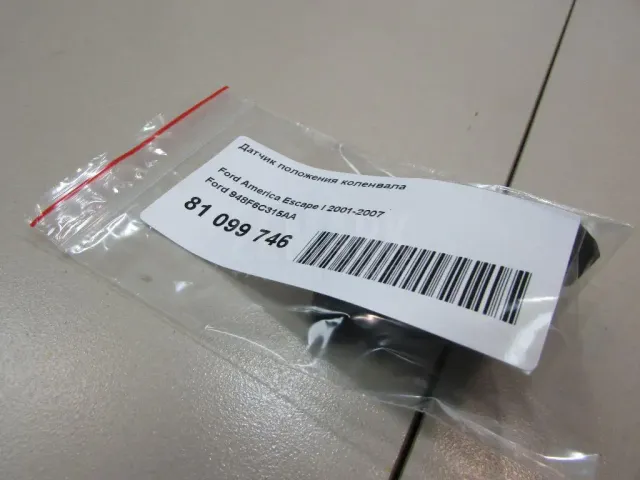 Датчик положения коленвала
Ford America Escape I 2001-2007
Ford 948F6C315AA
81 099 746